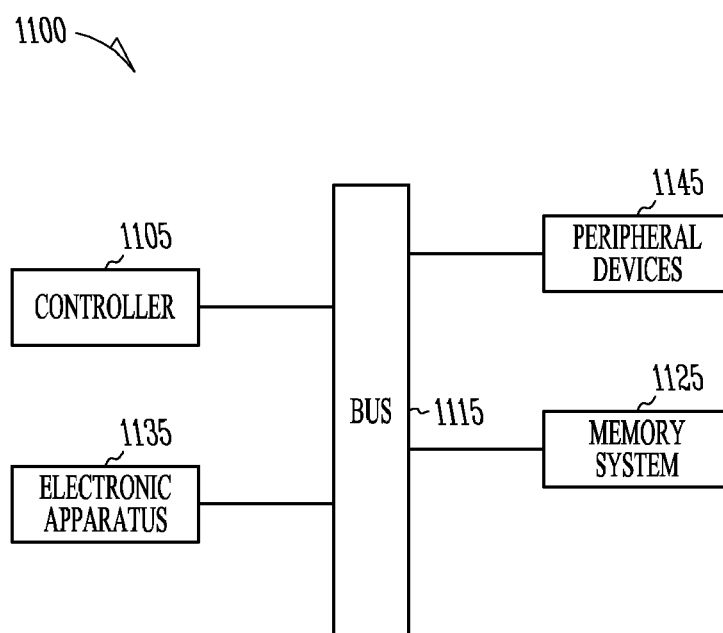 1100
1145
PERIPHERAL
DEVICES
1105
CONTROLLER
1125
MEMORY
SYSTEM
BUS
1115
1135
ELECTRONIC
APPARATUS